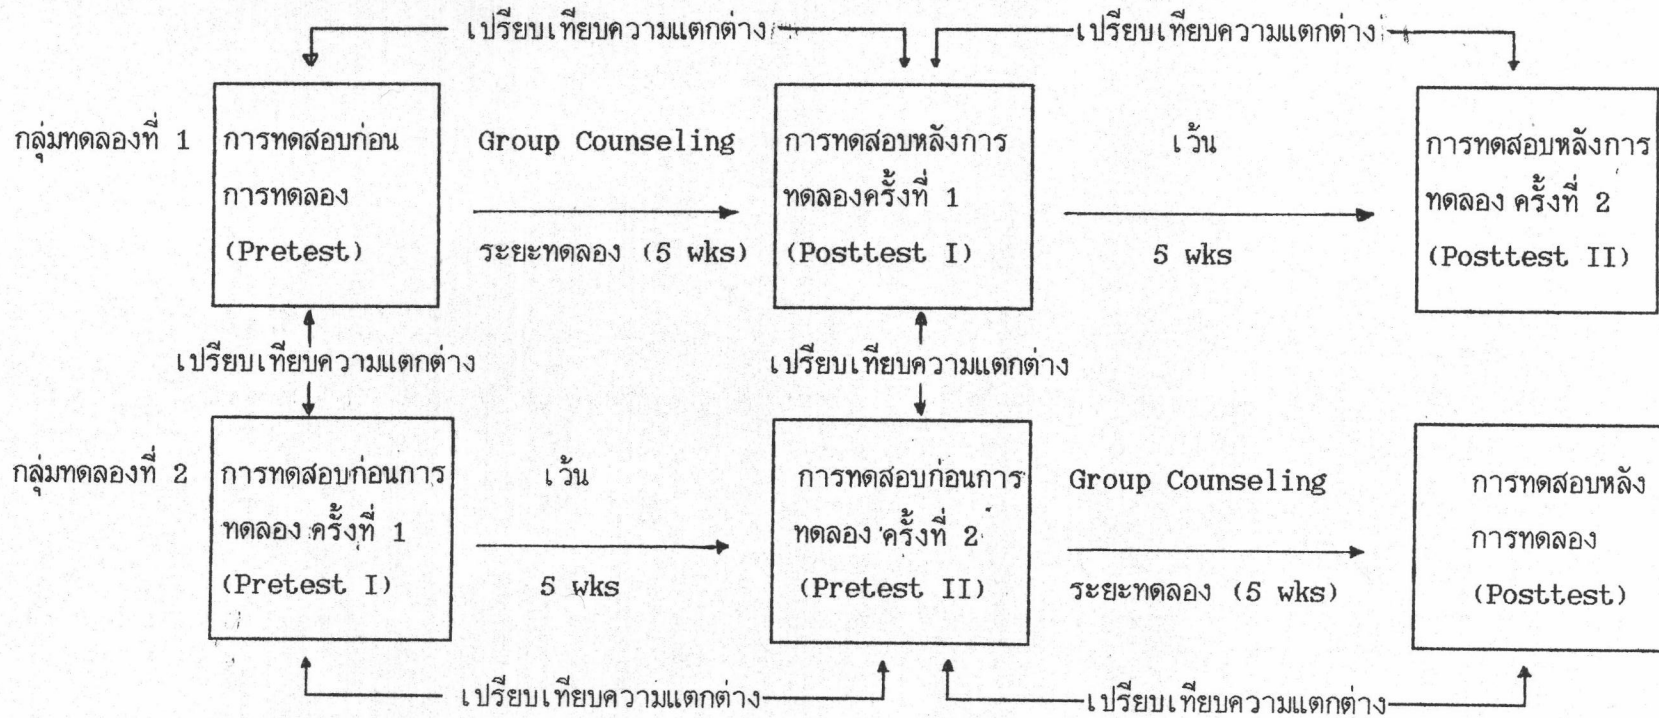 เปรียบเทียบความแตกต่าง
เปรียบเทียบความแตกต่าง
กลุ่มทดลองที่ 1
การทดสอบก่อน
การทดลอง
(Pretest)
Group Counseling
ระยะทดลอง (5 wks)
การทดสอบหลังการ
ทดลองครั้งที่ 1
(Posttest I)
เว้น
5 wks
การทดสอบหลังการ
ทดลอง ครั้งที่ 2
(Posttest II)
เปรียบเทียบความแตกต่าง
เปรียบเทียบความแตกต่าง
กลุ่มทดลองที่ 2
การทดสอบก่อนการ
ทดลอง ครั้งที่ 1
(Pretest I)
เว้น
5 wks
การทดสอบก่อนการ
ทดลอง ครั้งที่ 2
(Pretest II)
Group Counseling
ระยะทดลอง (5 wks)
การทดสอบหลัง
การทดลอง
(Posttest)
เปรียบเทียบความแตกต่าง
เปรียบเทียบความแตกต่าง